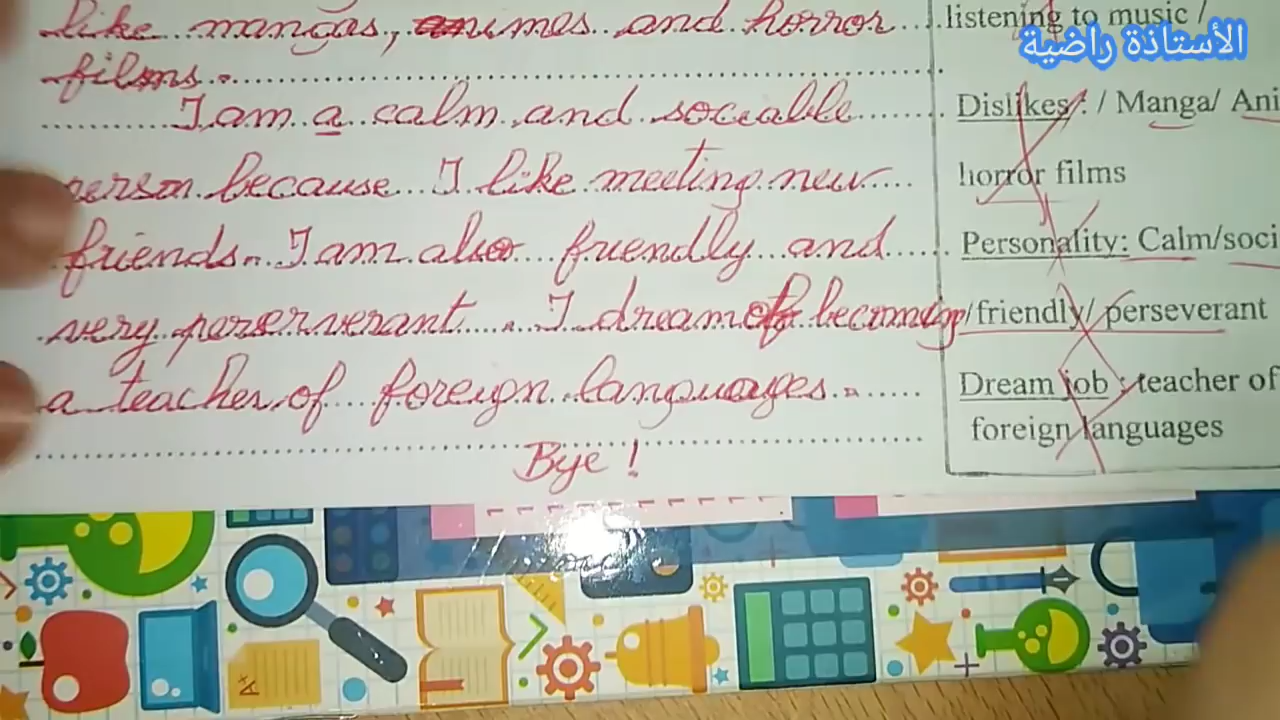 like mangas, animes and horror
films.
I am a calm and sociable
person because I like meeting new
friends. I am also friendly and
very perserverant. I dream of becoming
a teacher of foreign languages.
Bye!
listening to music /
الأستاذة راضية
Dislikes : / Manga/ Ani
horror films
Personality: Calm/soci
/friendly/ perseverant
Dream job : teacher of
foreign languages